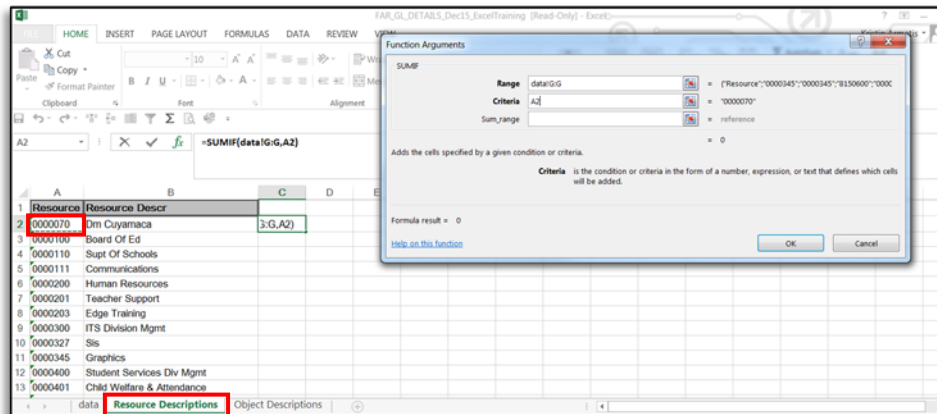 FAR_GL_DETAILS_Dec15_ExcelTraining [Read-Only] - Excel
FILE HOME INSERT PAGE LAYOUT FORMULAS DATA REVIEW
Cut
Copy
Format Painter
Paste
10
B I U
Clipboard Font Alignment
A2 fx =SUMIF(data!G:G,A2)
Function Arguments
SUMIF
Range data!G:G = {"Resource";"0000345";"0000345";"8150600";"000
Criteria A2 = "0000070"
Sum_range = reference
= 0
Adds the cells specified by a given condition or criteria.
Criteria is the condition or criteria in the form of a number, expression, or text that defines which cells
will be added.
Formula result = 0
Help on this function OK Cancel
A B C D E
1 Resource Resource Descr
2 0000070 Dm Cuyamaca 3:G,A2)
3 0000100 Board Of Ed
4 0000110 Supt Of Schools
5 0000111 Communications
6 0000200 Human Resources
7 0000201 Teacher Support
8 0000203 Edge Training
9 0000300 ITS Division Mgmt
10 0000327 Sis
11 0000345 Graphics
12 0000400 Student Services Div Mgmt
13 0000401 Child Welfare & Attendance
data Resource Descriptions Object Descriptions